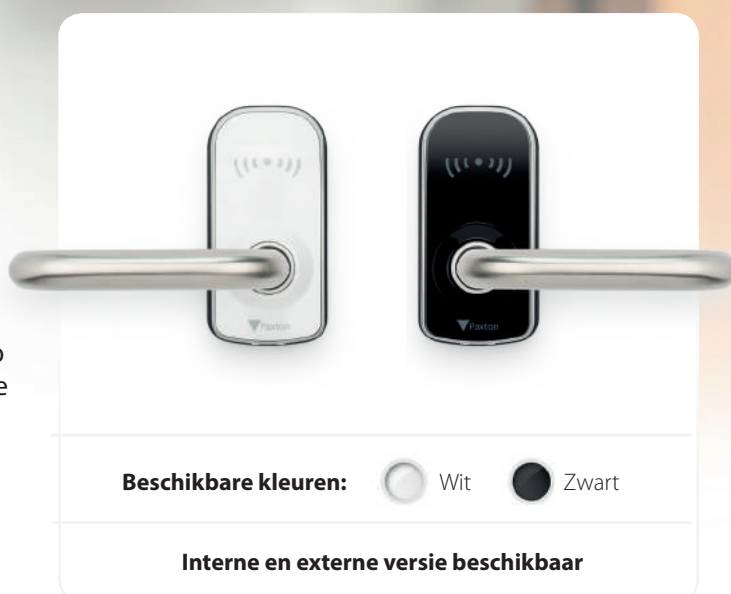 Paxton
Paxton
Beschikbare kleuren: Wit Zwart
Interne en externe versie beschikbaar